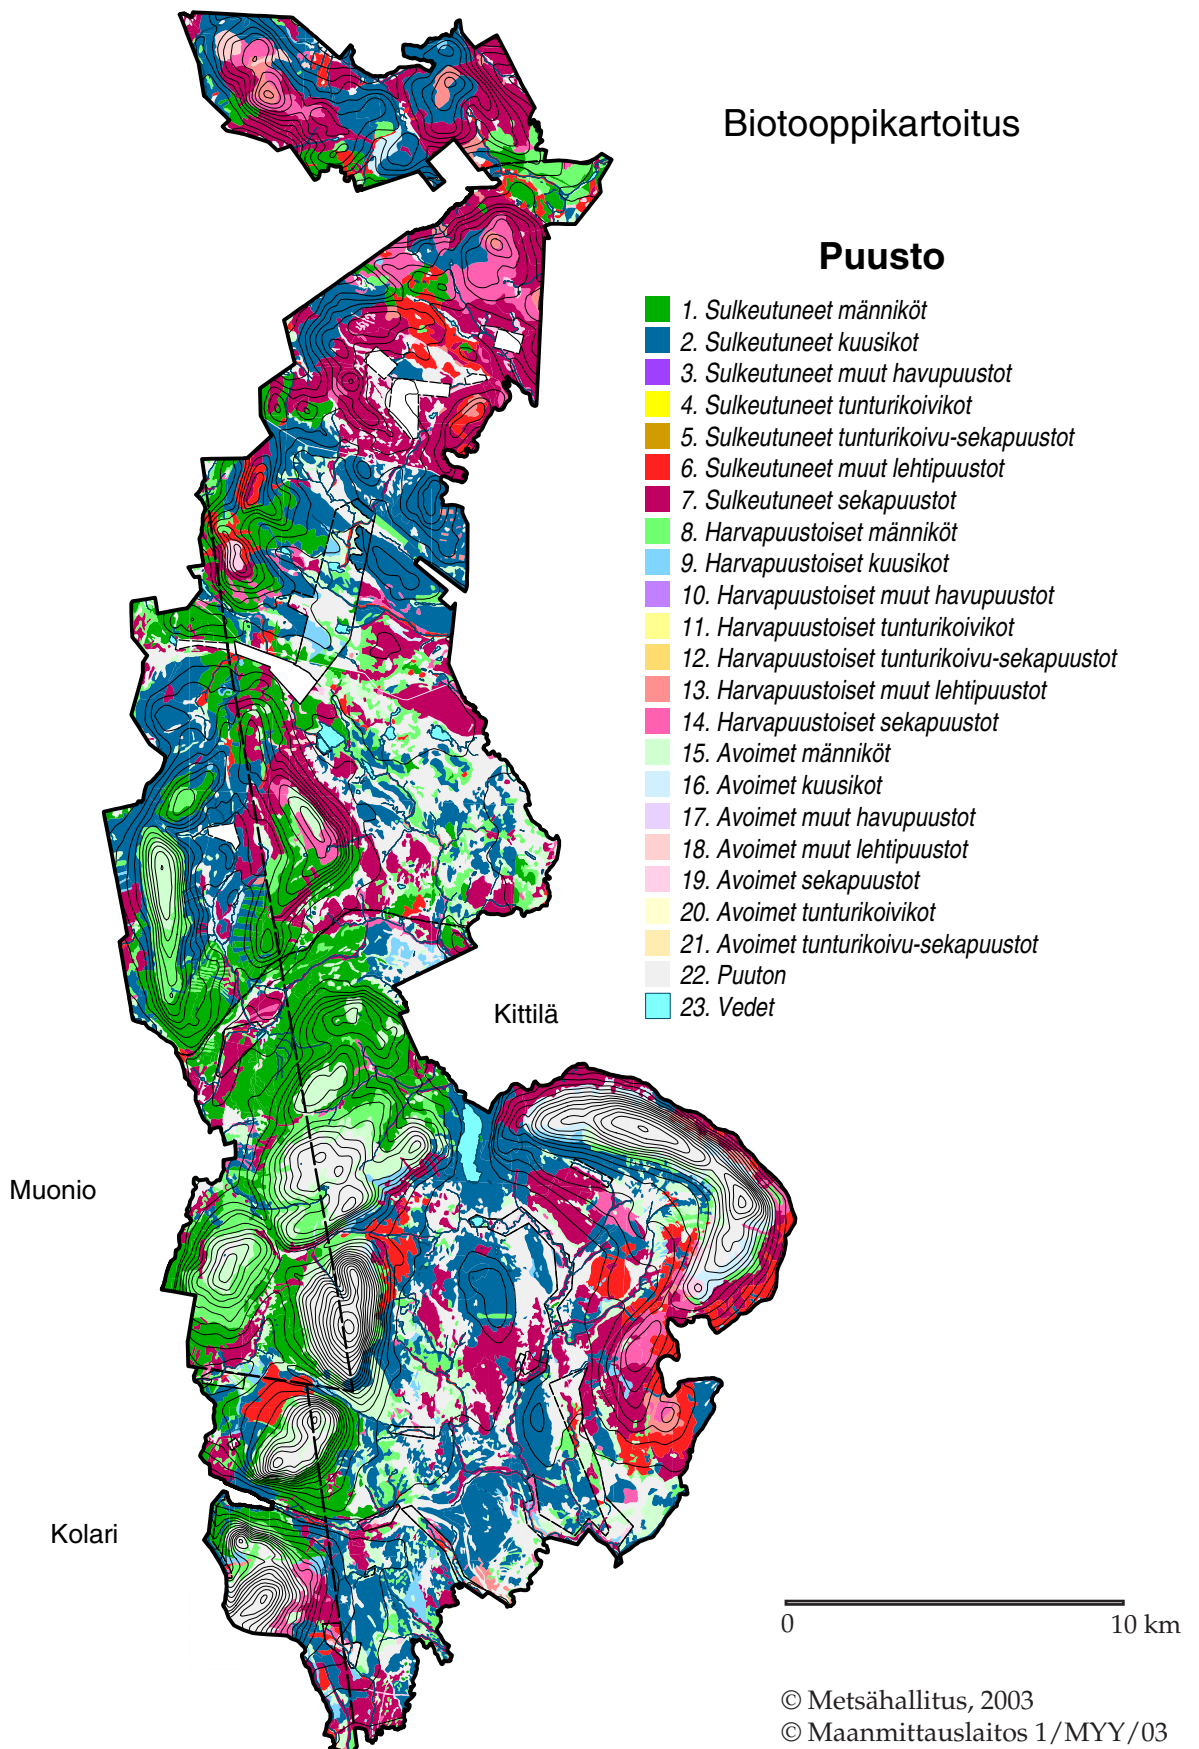 Biotooppikartoitus
Puusto
1. Sulkeutuneet männiköt
2. Sulkeutuneet kuusikot
3. Sulkeutuneet muut havupuustot
4. Sulkeutuneet tunturikoivikot
5. Sulkeutuneet tunturikoivu-sekapuustot
6. Sulkeutuneet muut lehtipuustot
7. Sulkeutuneet sekapuustot
8. Harvapuustoiset männiköt
9. Harvapuustoiset kuusikot
10. Harvapuustoiset muut havupuustot
11. Harvapuustoiset tunturikoivikot
12. Harvapuustoiset tunturikoivu-sekapuustot
13. Harvapuustoiset muut lehtipuustot
14. Harvapuustoiset sekapuustot
15. Avoimet männiköt
16. Avoimet kuusikot
17. Avoimet muut havupuustot
18. Avoimet muut lehtipuustot
19. Avoimet sekapuustot
20. Avoimet tunturikoivikot
21. Avoimet tunturikoivu-sekapuustot
22. Puuton
23. Vedet
Kittilä
Muonio
Kolari
0 10 km
© Metsähallitus, 2003
© Maanmittauslaitos 1/MYY/03